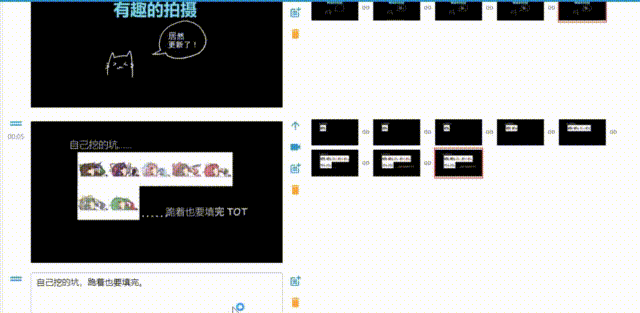 有趣的拍摄
居然
更新了！
00:05
自己挖的坑……
……跪着也要填完 TOT
自己挖的坑，跪着也要填完。